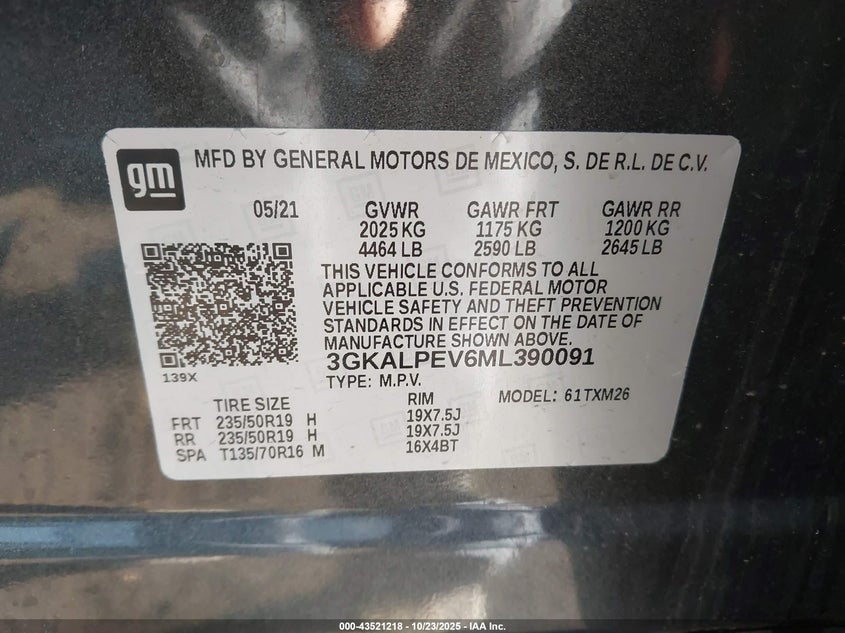 gm
MFD BY GENERAL MOTORS DE MEXICO, S. DE R.L. DE C.V.
05/21 GVWR GAWR FRT GAWR RR
2025 KG 1175 KG 1200 KG
4464 LB 2590 LB 2645 LB
THIS VEHICLE CONFORMS TO ALL
APPLICABLE U.S. FEDERAL MOTOR
VEHICLE SAFETY AND THEFT PREVENTION
STANDARDS IN EFFECT ON THE DATE OF
MANUFACTURE SHOWN ABOVE.
3GKALPEV6ML390091
139X
TYPE: M.P.V. MODEL: 61TXM26
TIRE SIZE RIM
FRT 235/50R19 H 19X7.5J
RR 235/50R19 H 19X7.5J
SPA T135/70R16 M 16X4BT
000-43521218 - 10/23/2025 - IAA Inc.